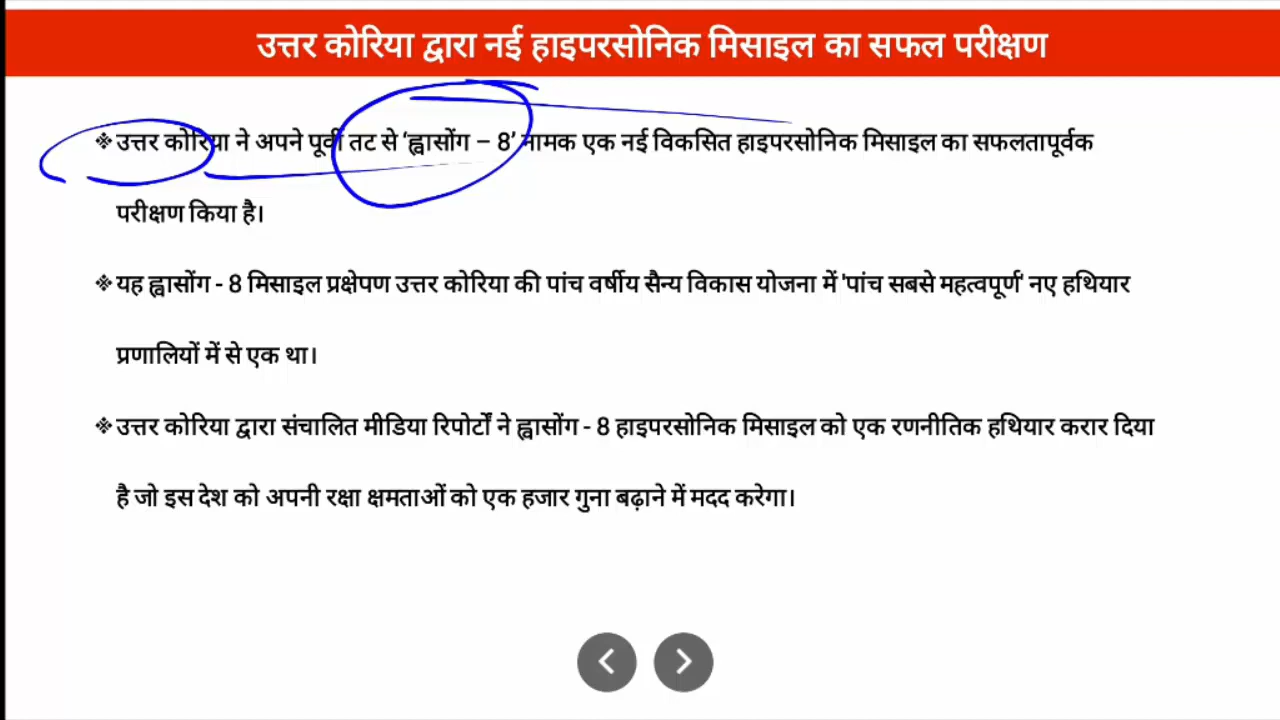 उत्तर कोरिया द्वारा नई हाइपरसोनिक मिसाइल का सफल परीक्षण
❖ उत्तर कोरिया ने अपने पूर्वी तट से ‘ह्वासोंग – 8’ नामक एक नई विकसित हाइपरसोनिक मिसाइल का सफलतापूर्वक
परीक्षण किया है।
❖ यह ह्वासोंग - 8 मिसाइल प्रक्षेपण उत्तर कोरिया की पांच वर्षीय सैन्य विकास योजना में 'पांच सबसे महत्वपूर्ण' नए हथियार
प्रणालियों में से एक था।
❖ उत्तर कोरिया द्वारा संचालित मीडिया रिपोर्टों ने ह्वासोंग - 8 हाइपरसोनिक मिसाइल को एक रणनीतिक हथियार करार दिया
है जो इस देश को अपनी रक्षा क्षमताओं को एक हजार गुना बढ़ाने में मदद करेगा।